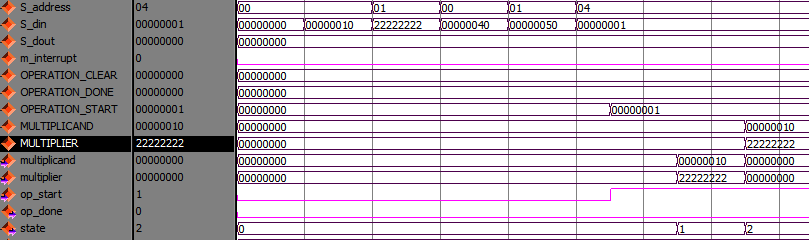 S_address 04 00 01 00 01 04
S_din 00000001 00000000 00000010 22222222 00000040 00000050 00000001
S_dout 00000000 00000000
m_interrupt 0
OPERATION_CLEAR 00000000 00000000
OPERATION_DONE 00000000 00000000
OPERATION_START 00000001 00000000 00000001
MULTIPLICAND 00000010 00000000 00000010
MULTIPLIER 22222222 00000000 22222222
multiplicand 00000000 00000000 00000010 00000000
multiplier 00000000 00000000 22222222 00000000
op_start 1
op_done 0
state 2 0 1 2